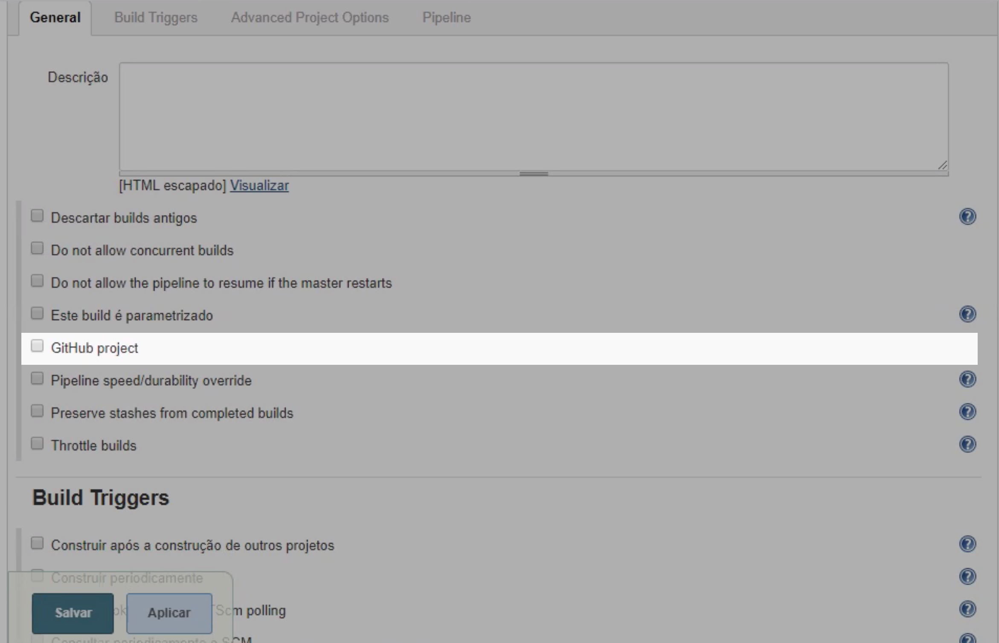 General Build Triggers Advanced Project Options Pipeline
Descrição
[HTML escapado] Visualizar
Descartar builds antigos
Do not allow concurrent builds
Do not allow the pipeline to resume if the master restarts
Este build é parametrizado
GitHub project
Pipeline speed/durability override
Preserve stashes from completed builds
Throttle builds
Build Triggers
Construir após a construção de outros projetos
Construir periodicamente
Salvar Aplicar Scm polling
Consultar periodicamente o SCM